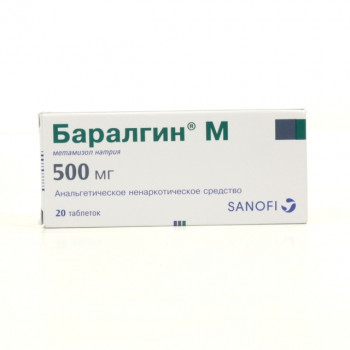 Баралгин® М
метамизол натрия
500 мг
Анальгетическое ненаркотическое средство
20 таблеток
SANOFI